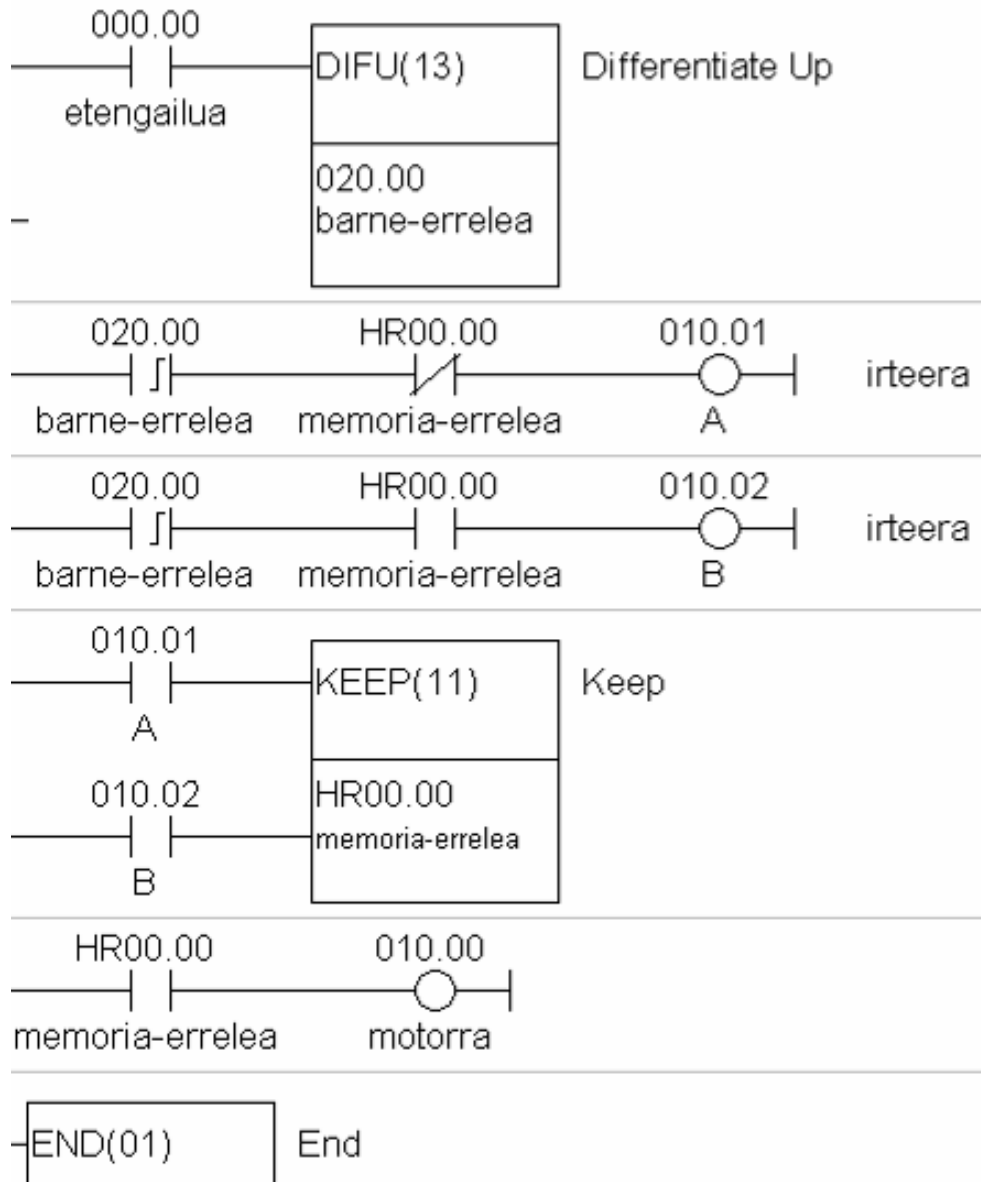 000.00
DIFU(13) Differentiate Up
etengailua
020.00
barne-errelea
020.00 HR00.00 010.01
irteera
barne-errelea memoria-errelea A
020.00 HR00.00 010.02
irteera
barne-errelea memoria-errelea B
010.01
KEEP(11) Keep
A
010.02 HR00.00
memoria-errelea
B
HR00.00 010.00
memoria-errelea motorra
END(01) End